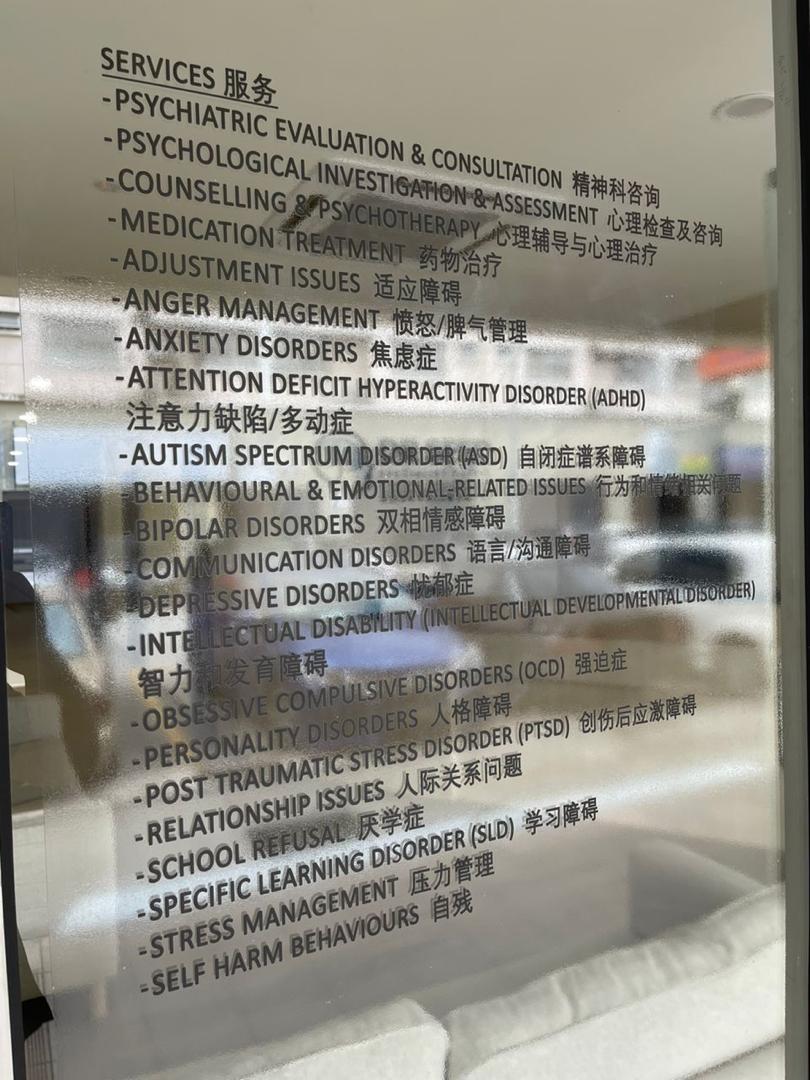 SERVICES 服务
-PSYCHIATRIC EVALUATION & CONSULTATION 精神科咨询
-PSYCHOLOGICAL INVESTIGATION & ASSESSMENT 心理检查及咨询
-COUNSELLING & PSYCHOTHERAPY 心理辅导与心理治疗
-MEDICATION TREATMENT 药物治疗
-ADJUSTMENT ISSUES 适应障碍
-ANGER MANAGEMENT 愤怒/脾气管理
-ANXIETY DISORDERS 焦虑症
-ATTENTION DEFICIT HYPERACTIVITY DISORDER (ADHD)
注意力缺陷/多动症
-AUTISM SPECTRUM DISORDER (ASD) 自闭症谱系障碍
-BEHAVIOURAL & EMOTIONAL-RELATED ISSUES 行为和情绪相关问题
-BIPOLAR DISORDERS 双相情感障碍
-COMMUNICATION DISORDERS 语言/沟通障碍
-DEPRESSIVE DISORDERS 忧郁症
-INTELLECTUAL DISABILITY (INTELLECTUAL DEVELOPMENTAL DISORDER)
智力和发育障碍
-OBSESSIVE COMPULSIVE DISORDERS (OCD) 强迫症
-PERSONALITY DISORDERS 人格障碍
-POST TRAUMATIC STRESS DISORDER (PTSD) 创伤后应激障碍
-RELATIONSHIP ISSUES 人际关系问题
-SCHOOL REFUSAL 厌学症
-SPECIFIC LEARNING DISORDER (SLD) 学习障碍
-STRESS MANAGEMENT 压力管理
-SELF HARM BEHAVIOURS 自残